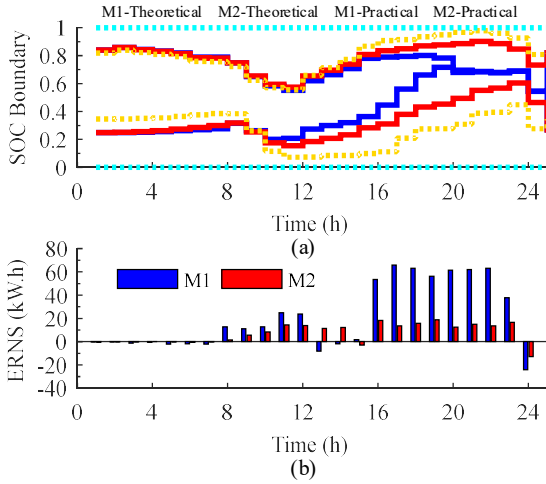 M1-Theoretical M2-Theoretical M1-Practical M2-Practical
SOC Boundary
1
0.8
0.6
0.4
0.2
0
0 4 8 12 16 20 24
Time (h)
(a)
ERNS (kW.h)
80
60
40
20
0
-20
-40
M1 M2
0 4 8 12 16 20 24
Time (h)
(b)